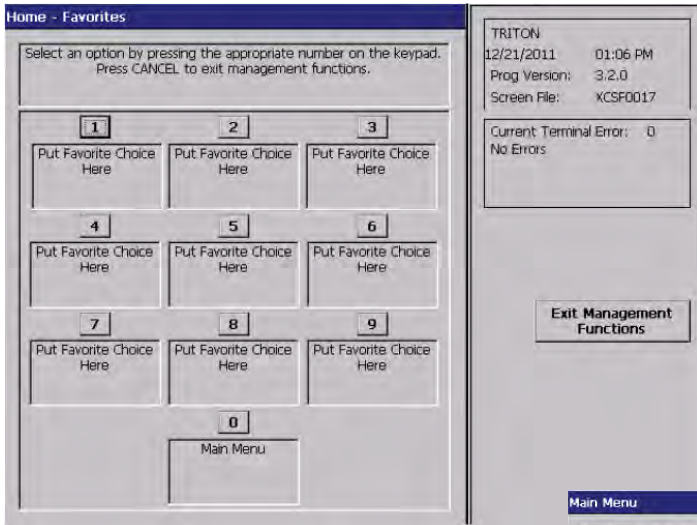 Home - Favorites
Select an option by pressing the appropriate number on the keypad.
Press CANCEL to exit management functions.
1
2
3
Put Favorite Choice
Here
Put Favorite Choice
Here
Put Favorite Choice
Here
4
5
6
Put Favorite Choice
Here
Put Favorite Choice
Here
Put Favorite Choice
Here
7
8
9
Put Favorite Choice
Here
Put Favorite Choice
Here
Put Favorite Choice
Here
0
Main Menu
TRITON
12/21/2011 01:06 PM
Prog Version: 3.2.0
Screen File: XCSF0017
Current Terminal Error: 0
No Errors
Exit Management
Functions
Main Menu